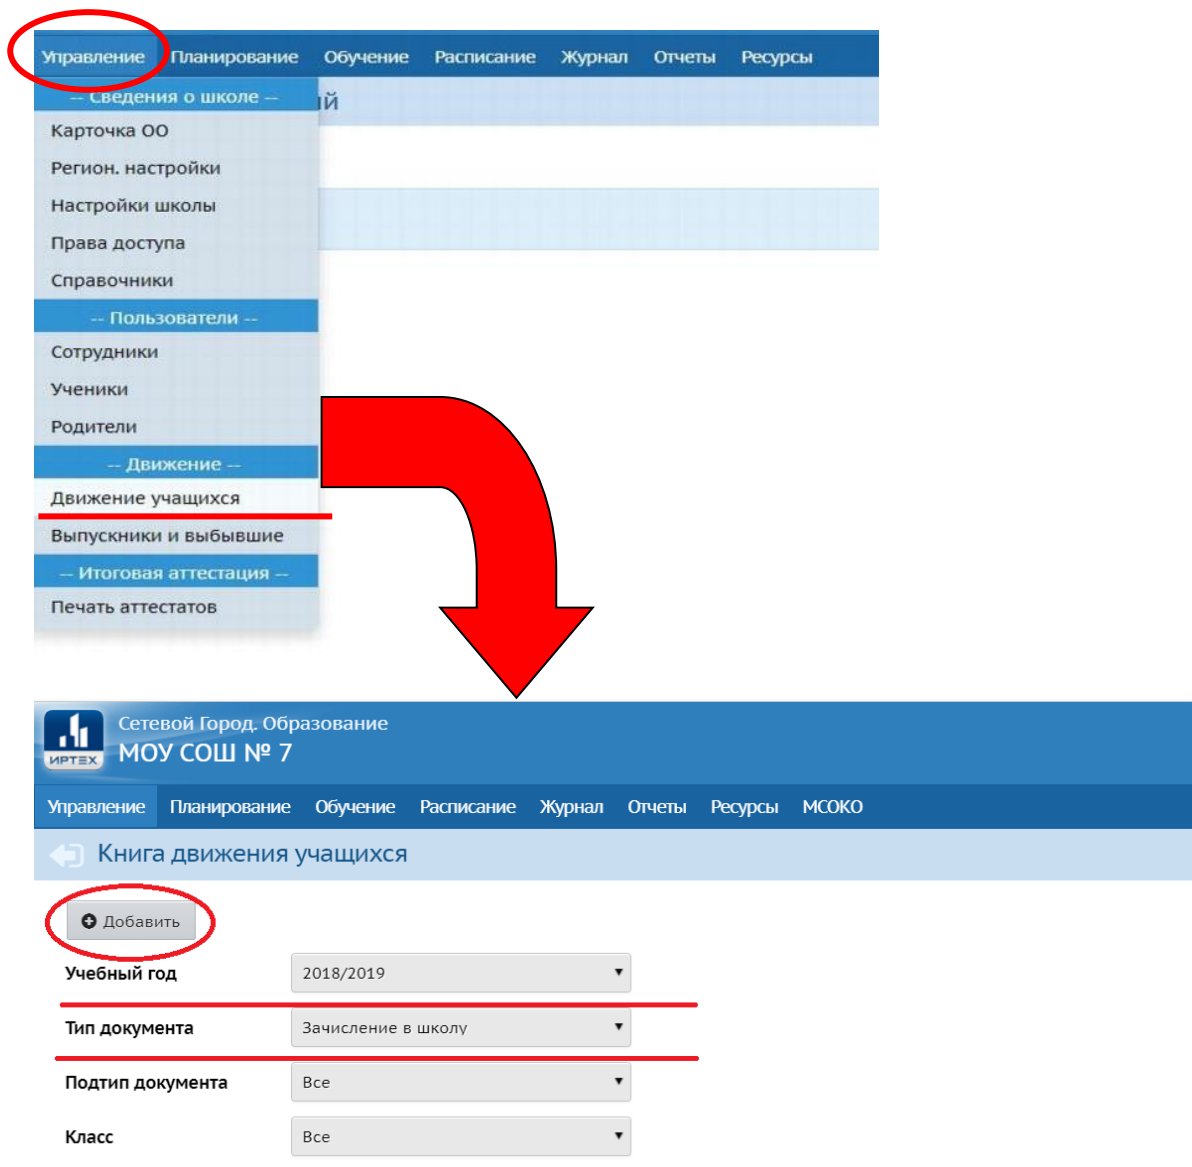 Управление Планирование Обучение Расписание Журнал Отчеты Ресурсы
-- Сведения о школе --
ий
Карточка ОО
Регион. настройки
Настройки школы
Права доступа
Справочники
-- Пользователи --
Сотрудники
Ученики
Родители
-- Движение --
Движение учащихся
Выпускники и выбывшие
-- Итоговая аттестация --
Печать аттестатов
Сетевой Город. Образование
ИРТЕХ МОУ СОШ № 7
Управление Планирование Обучение Расписание Журнал Отчеты Ресурсы МСОКО
Книга движения учащихся
Добавить
Учебный год 2018/2019
Тип документа Зачисление в школу
Подтип документа Все
Класс Все